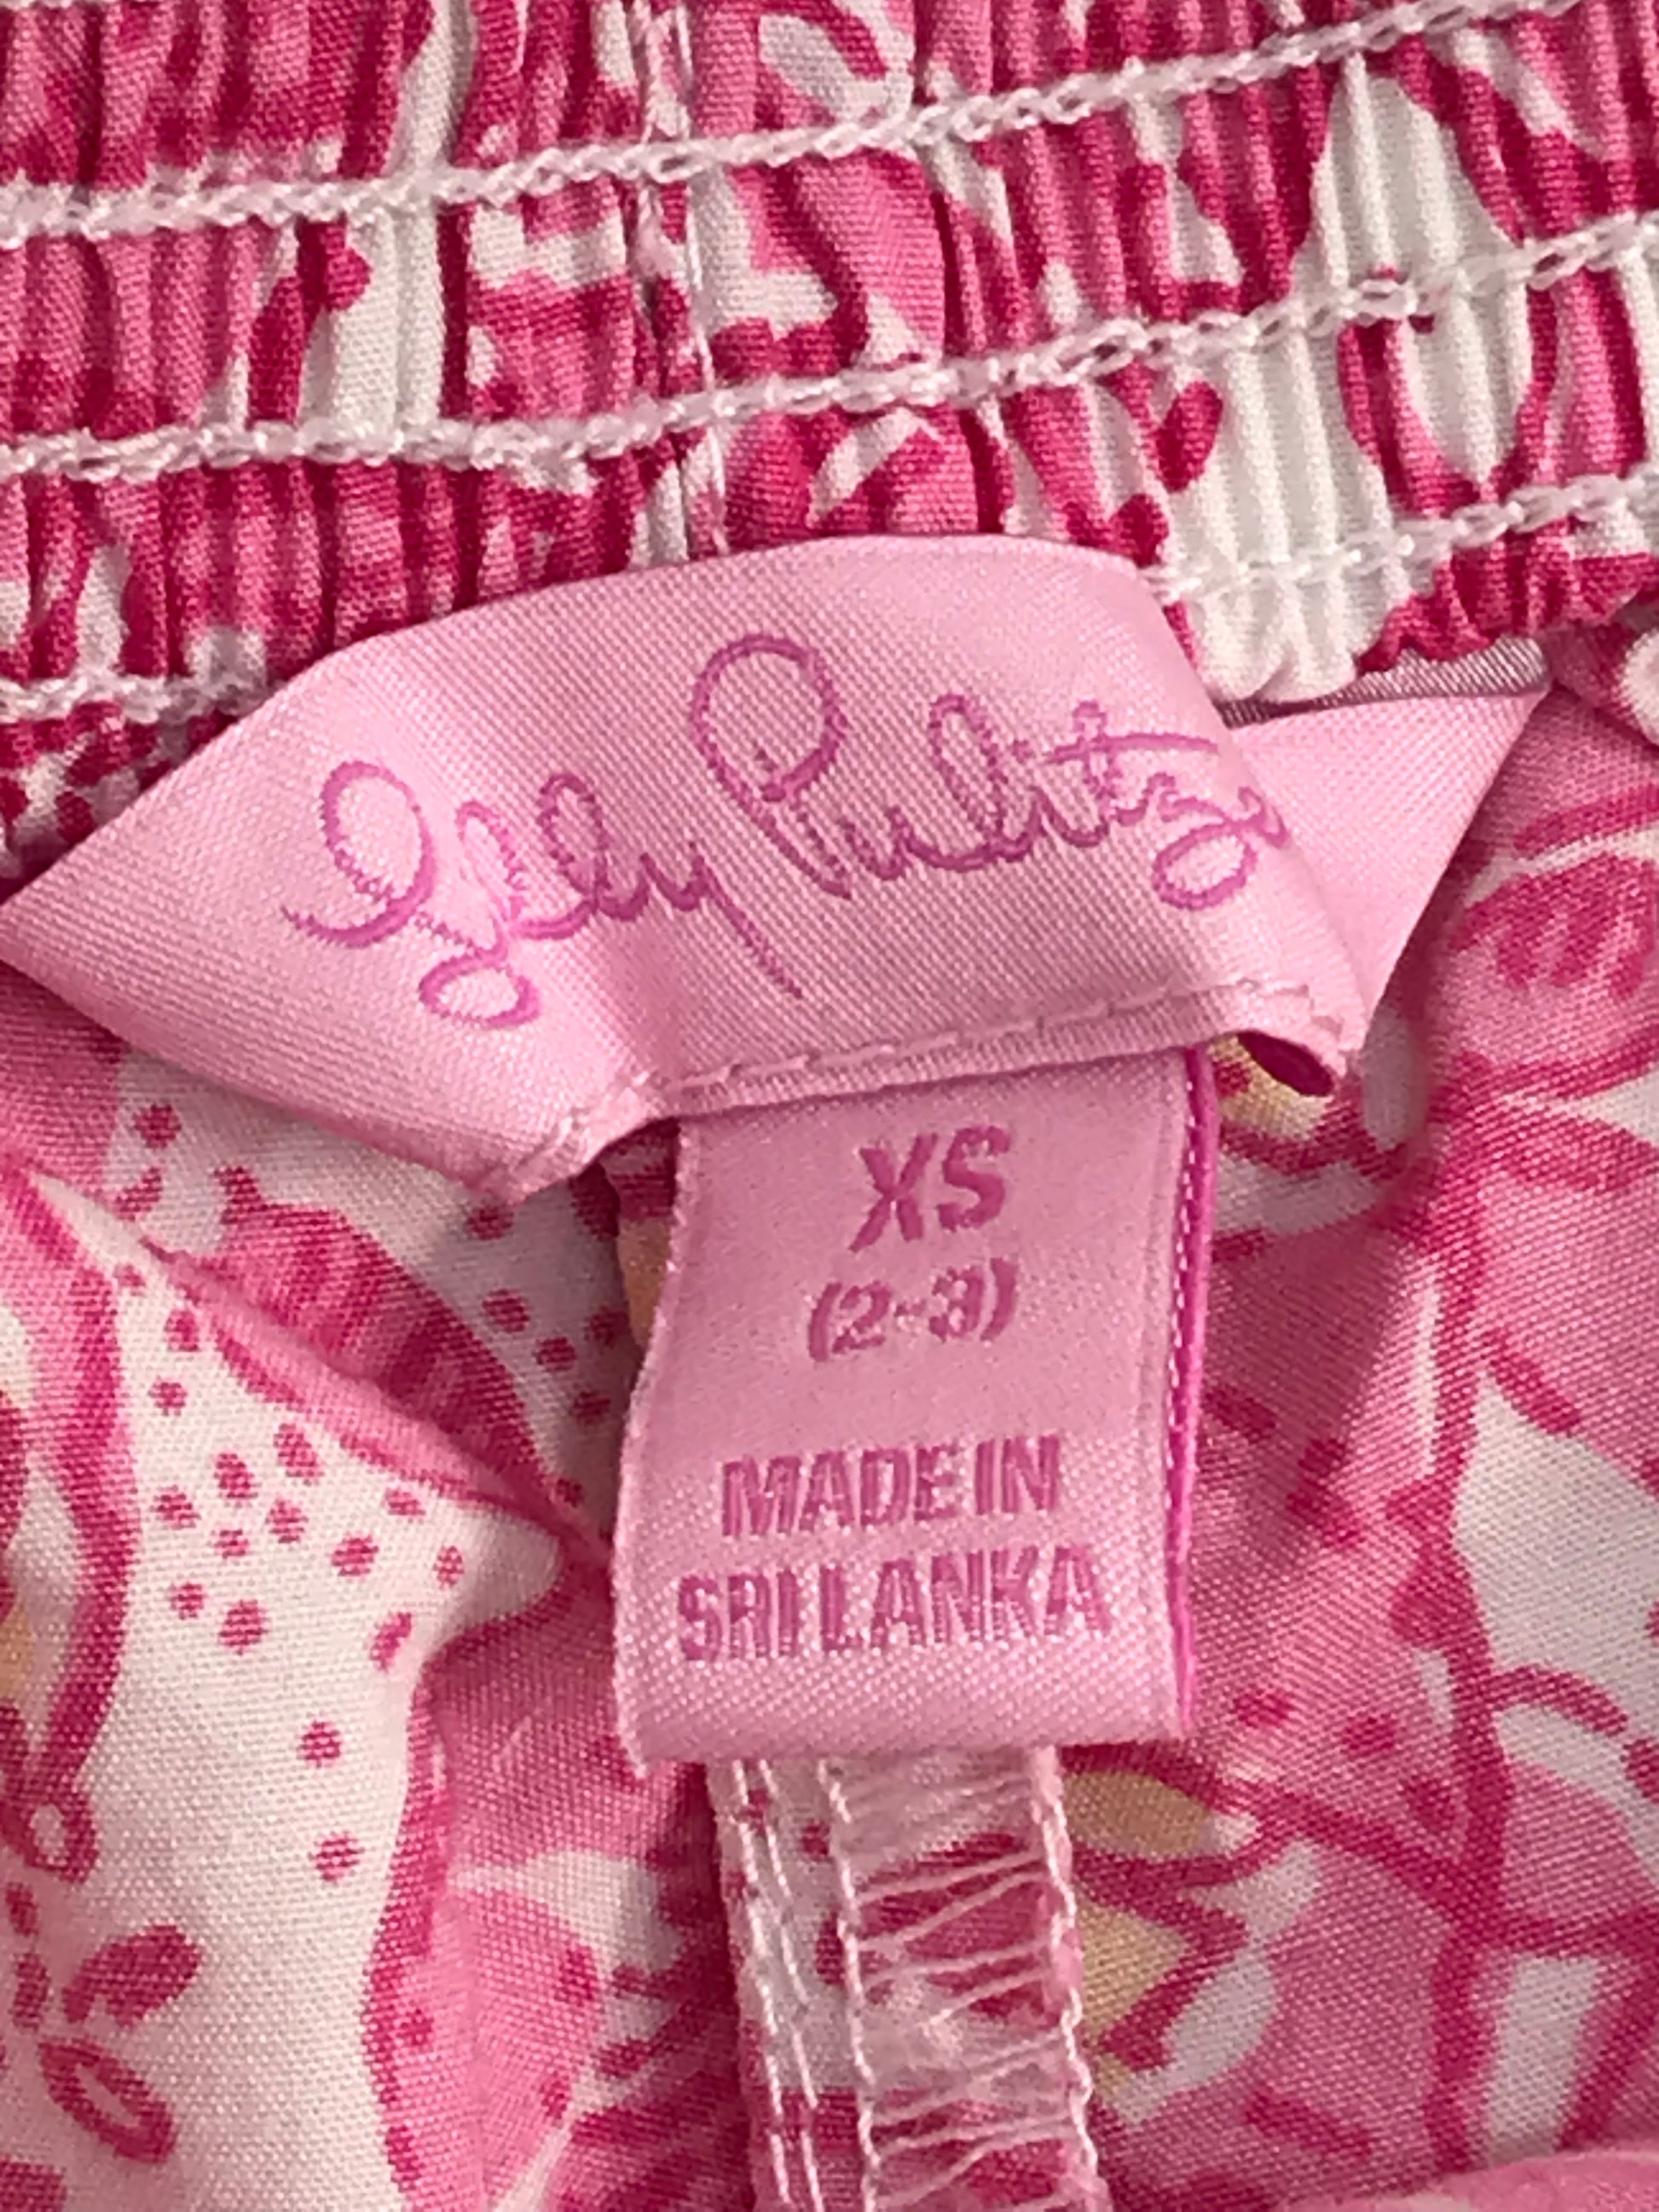 Lilly Pulitzer
XS
(2-3)
MADE IN
SRI LANKA